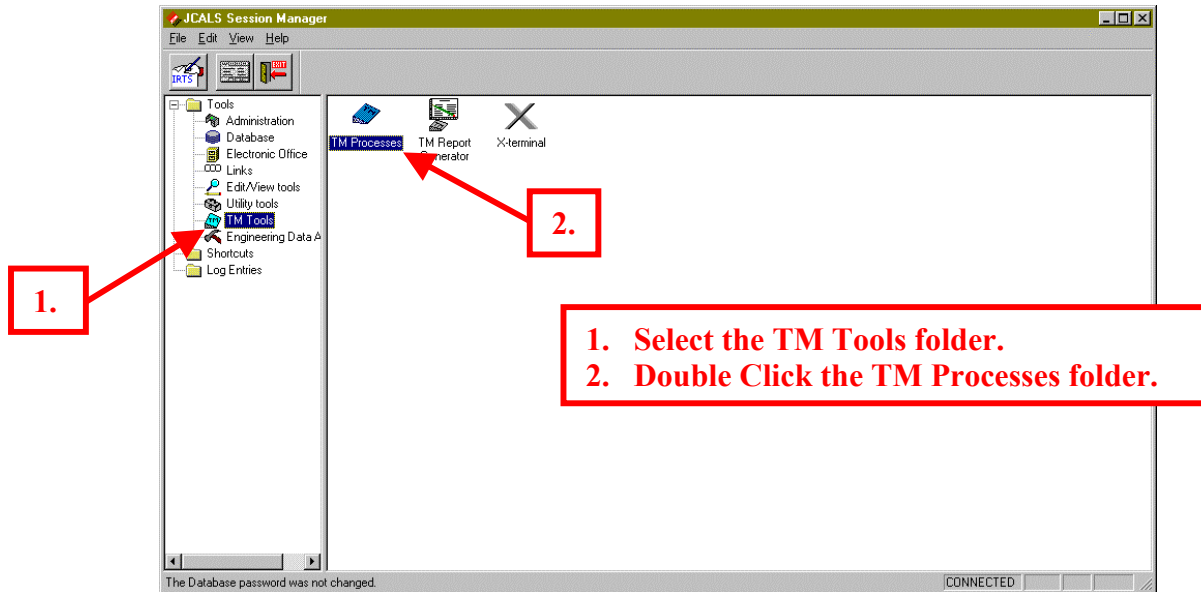 JCALS Session Manager
File Edit View Help
IRTS EXIT
Tools
Administration
Database
Electronic Office
Links
Edit/View tools
Utility tools
TM Tools
Engineering Data A
Shortcuts
Log Entries
TM
TM Processes
TM Report
Generator
X-terminal
1.
2.
1. Select the TM Tools folder.
2. Double Click the TM Processes folder.
The Database password was not changed.
CONNECTED